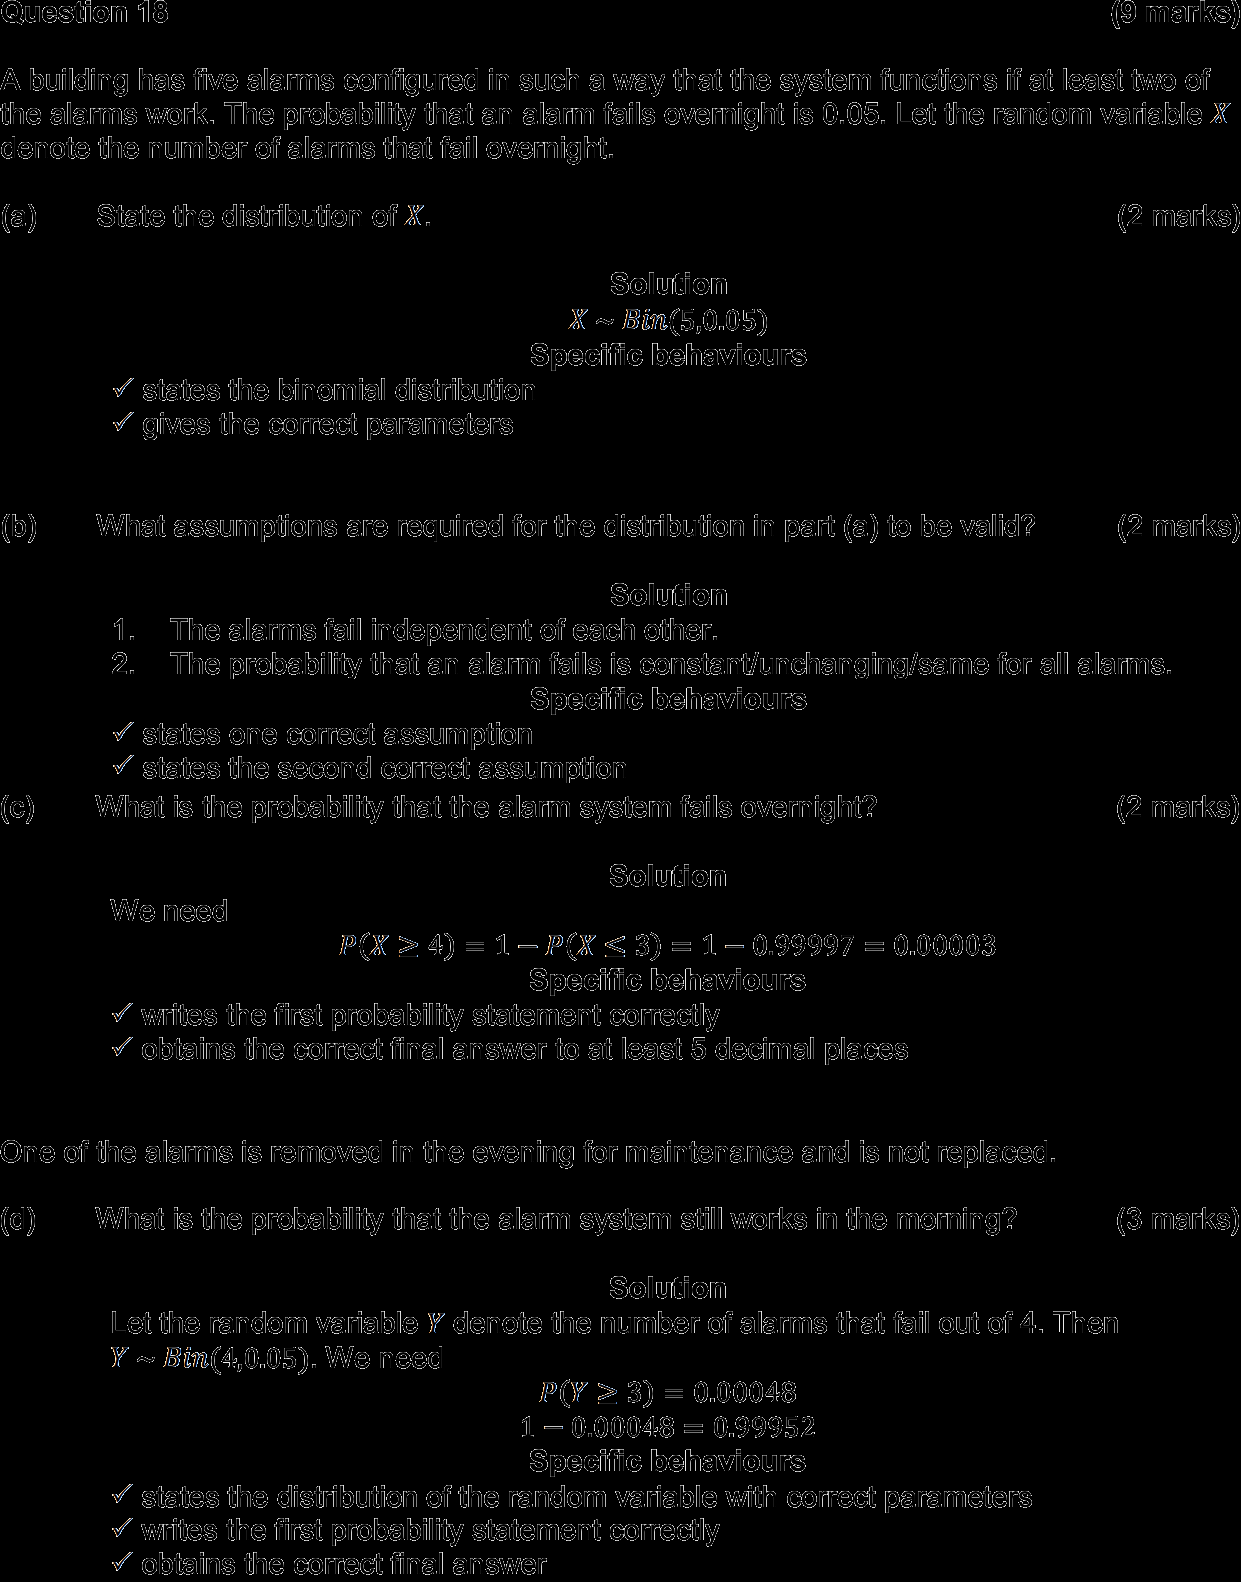 Question 18 (9 marks)
A building has five alarms configured in such a way that the system functions if at least two of
the alarms work. The probability that an alarm fails overnight is 0.05. Let the random variable X
denote the number of alarms that fail overnight.
(a) State the distribution of X. (2 marks)
Solution
X ~ Bin(5,0.05)
Specific behaviours
✓ states the binomial distribution
✓ gives the correct parameters
(b) What assumptions are required for the distribution in part (a) to be valid? (2 marks)
Solution
1. The alarms fail independent of each other.
2. The probability that an alarm fails is constant/unchanging/same for all alarms.
Specific behaviours
✓ states one correct assumption
✓ states the second correct assumption
(c) What is the probability that the alarm system fails overnight? (2 marks)
Solution
We need
P(X ≥ 4) = 1 − P(X ≤ 3) = 1 − 0.99997 = 0.00003
Specific behaviours
✓ writes the first probability statement correctly
✓ obtains the correct final answer to at least 5 decimal places
One of the alarms is removed in the evening for maintenance and is not replaced.
(d) What is the probability that the alarm system still works in the morning? (3 marks)
Solution
Let the random variable Y denote the number of alarms that fail out of 4. Then
Y ~ Bin(4,0.05). We need
P(Y ≥ 3) = 0.00048
1 − 0.00048 = 0.99952
Specific behaviours
✓ states the distribution of the random variable with correct parameters
✓ writes the first probability statement correctly
✓ obtains the correct final answer